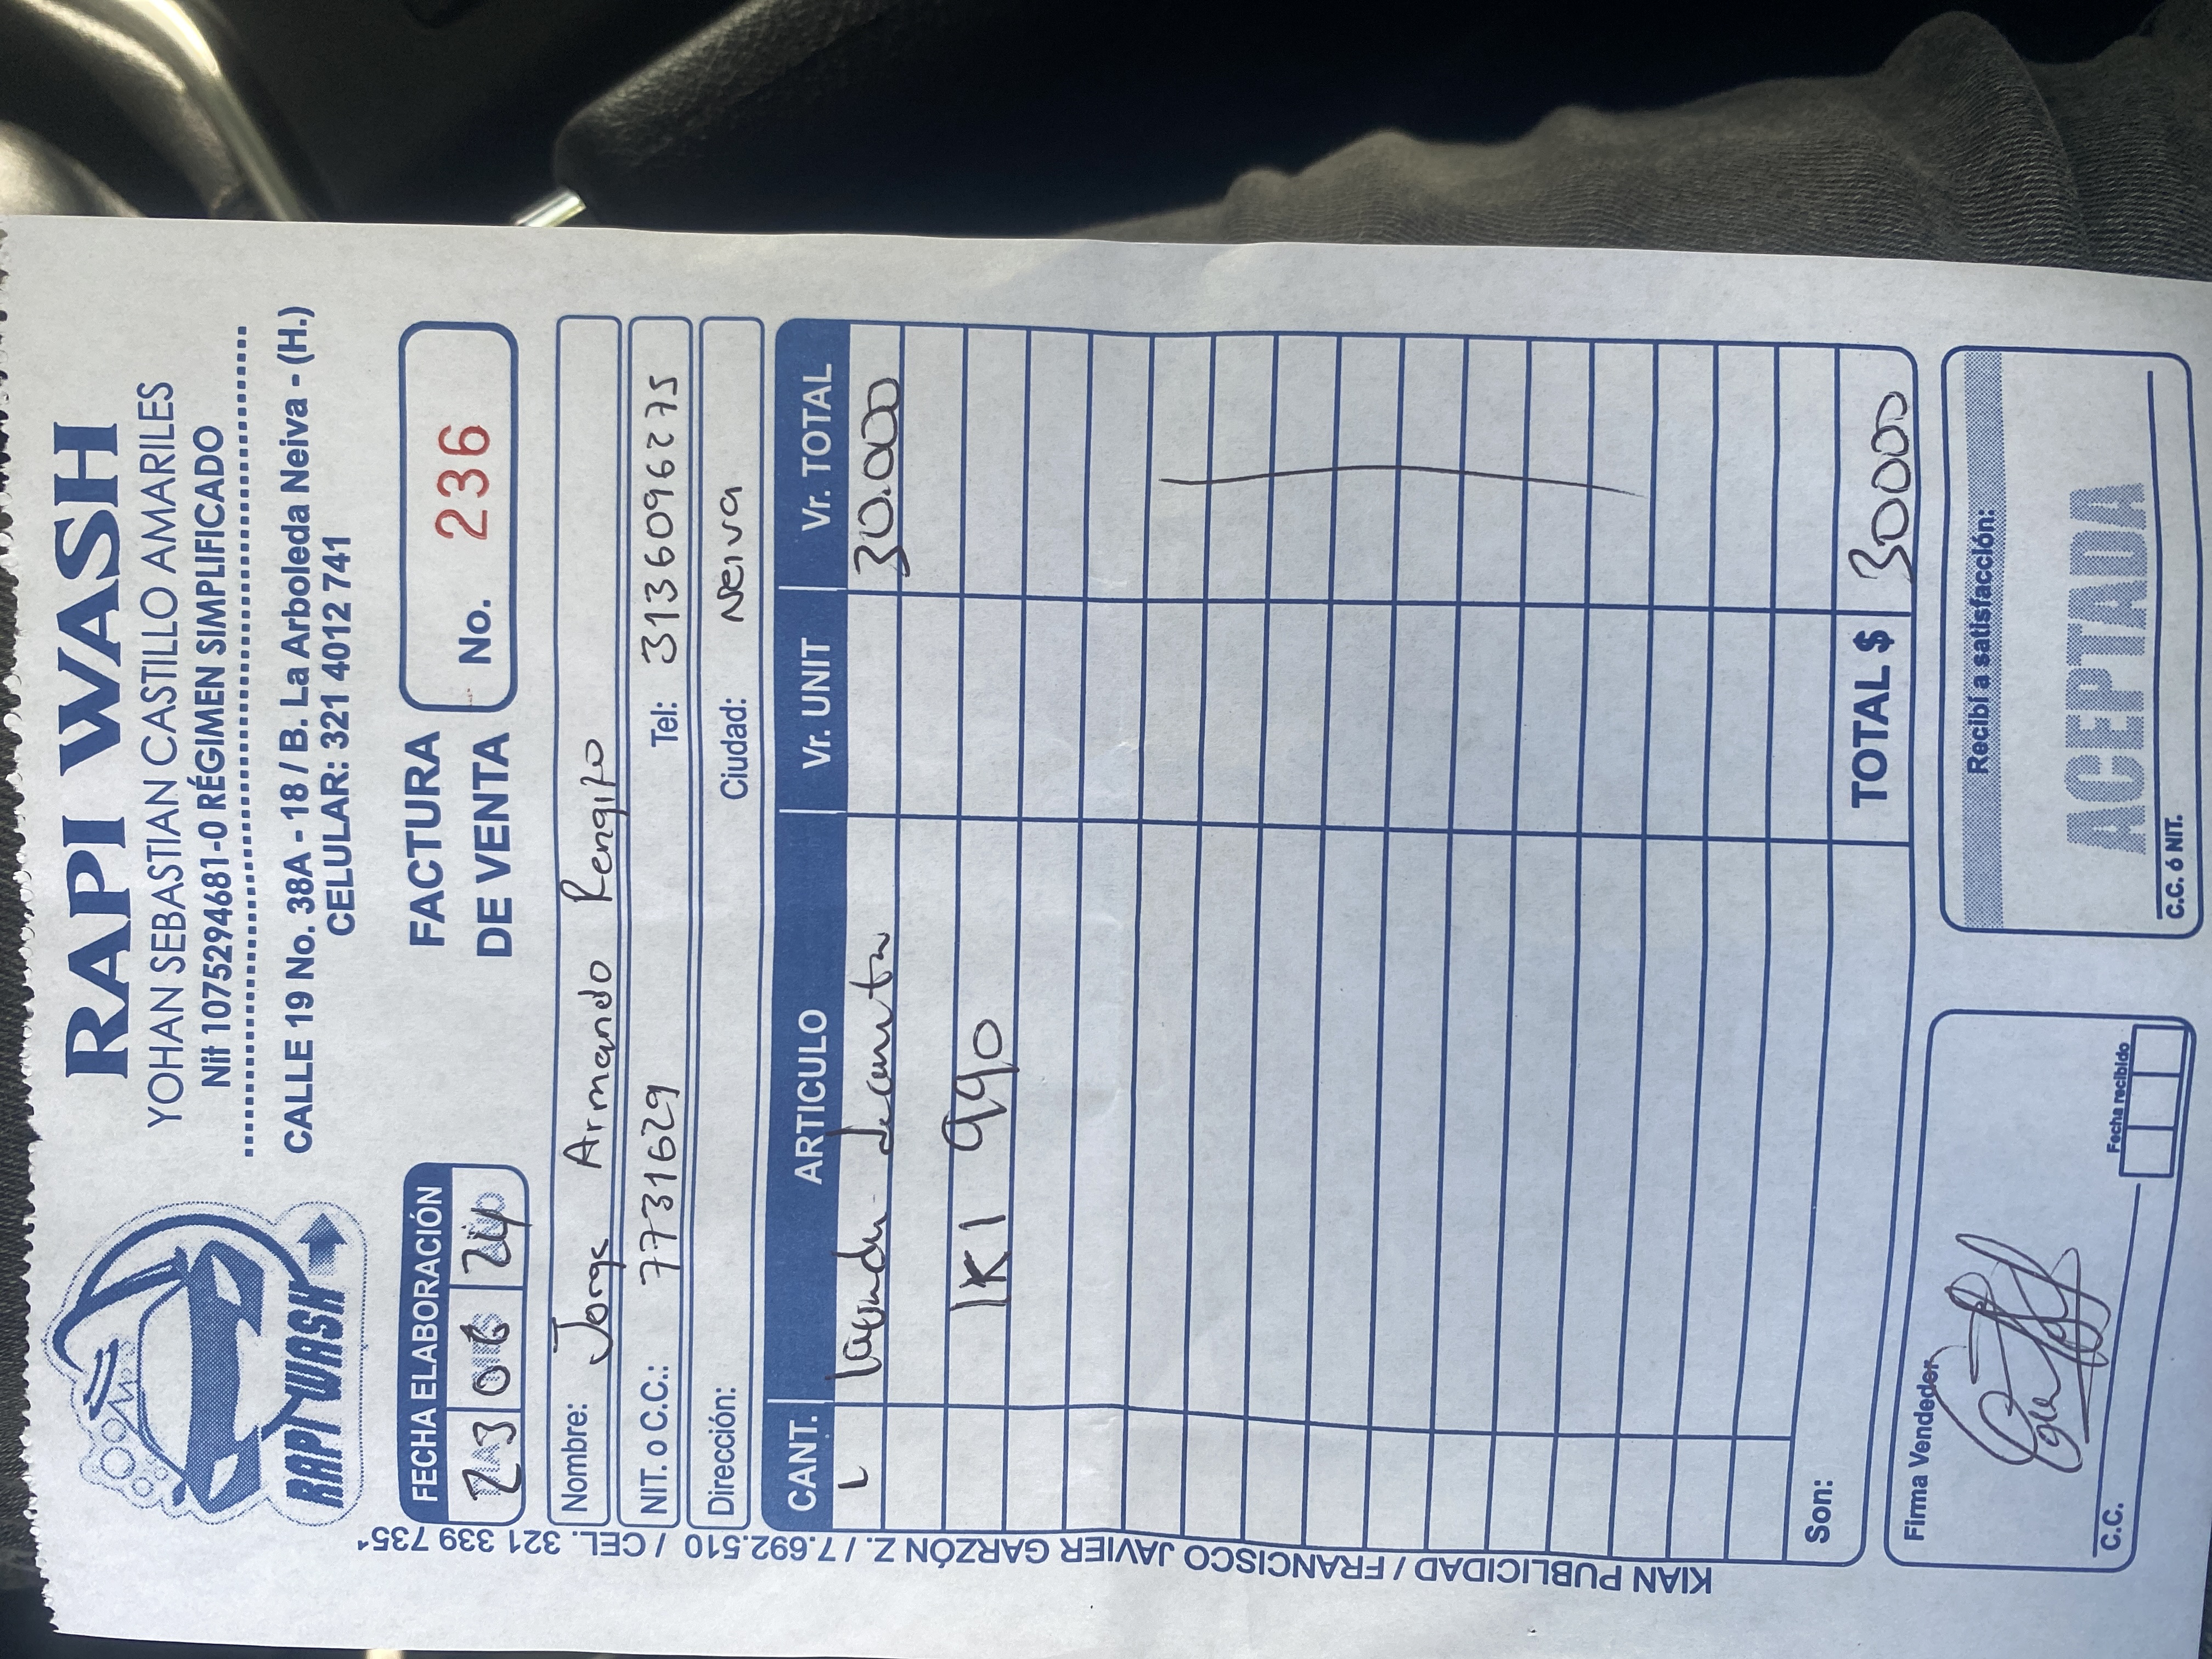 RAPI WASH
YOHAN SEBASTIAN CASTILLO AMARILES
Nit 1075294681-0 RÉGIMEN SIMPLIFICADO
CALLE 19 No. 38A - 18 / B. La Arboleda Neiva - (H.)
CELULAR: 321 4012 741
RAPI WASH
FECHA ELABORACIÓN
23 06 24
FACTURA
DE VENTA
No. 236
Nombre: Jorge Armando Rengifo
NIT. o C.C.: 7731629 Tel: 3136096275
Dirección: Ciudad: Neiva
CANT. ARTICULO Vr. UNIT Vr. TOTAL
1 30.000
IKI 990
Son: TOTAL $ 30000
Firma Vendedor
C.C.
Fecha recibido
Recibí a satisfacción:
ACEPTADA
C.C. ó NIT.
KIAN PUBLICIDAD / FRANCISCO JAVIER GARZÓN Z. / 7.692.510 / CEL. 321 339 735